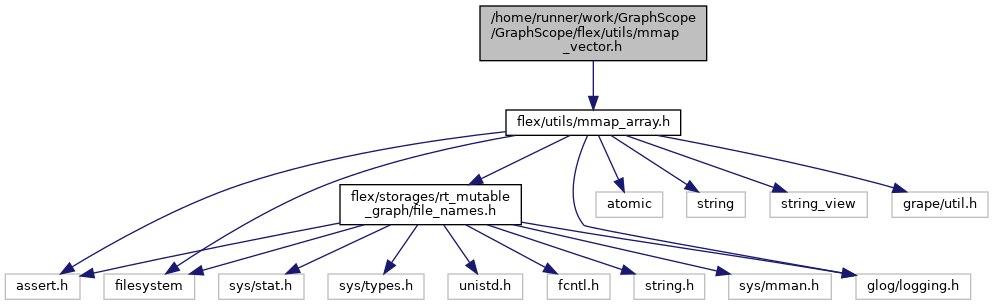 /home/runner/work/GraphScope
/GraphScope/flex/utils/mmap
_vector.h
flex/utils/mmap_array.h
flex/storages/rt_mutable
_graph/file_names.h
atomic
string
string_view
grape/util.h
assert.h
filesystem
sys/stat.h
sys/types.h
unistd.h
fcntl.h
string.h
sys/mman.h
glog/logging.h